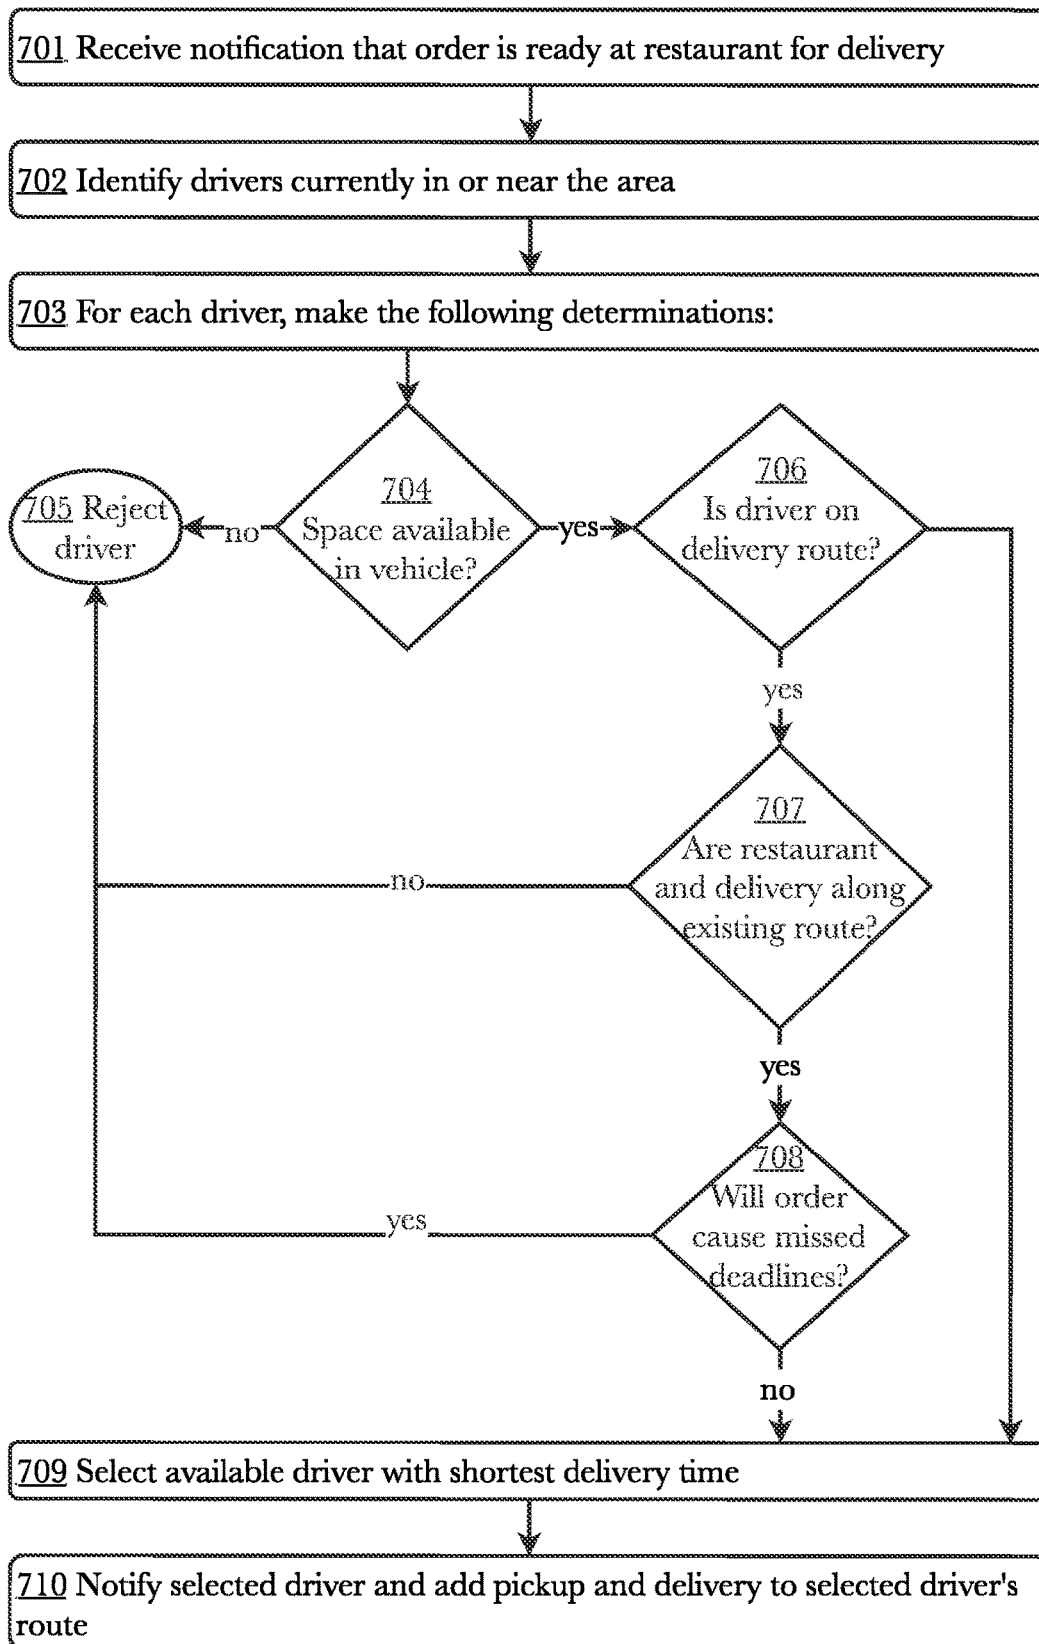 701 Receive notification that order is ready at restaurant for delivery
702 Identify drivers currently in or near the area
703 For each driver, make the following determinations:
704
Space available
in vehicle?
705 Reject
driver
no
yes
706
Is driver on
delivery route?
yes
707
Are restaurant
and delivery along
existing route?
no
yes
708
Will order
cause missed
deadlines?
yes
no
709 Select available driver with shortest delivery time
710 Notify selected driver and add pickup and delivery to selected driver's
route